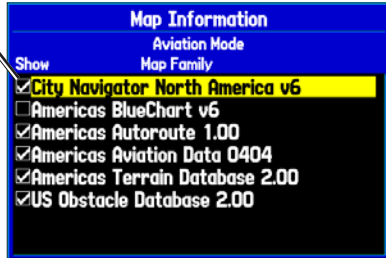 Map Information
Aviation Mode
Show Map Family
City Navigator North America v6
Americas BlueChart v6
Americas Autoroute 1.00
Americas Aviation Data 0404
Americas Terrain Database 2.00
US Obstacle Database 2.00